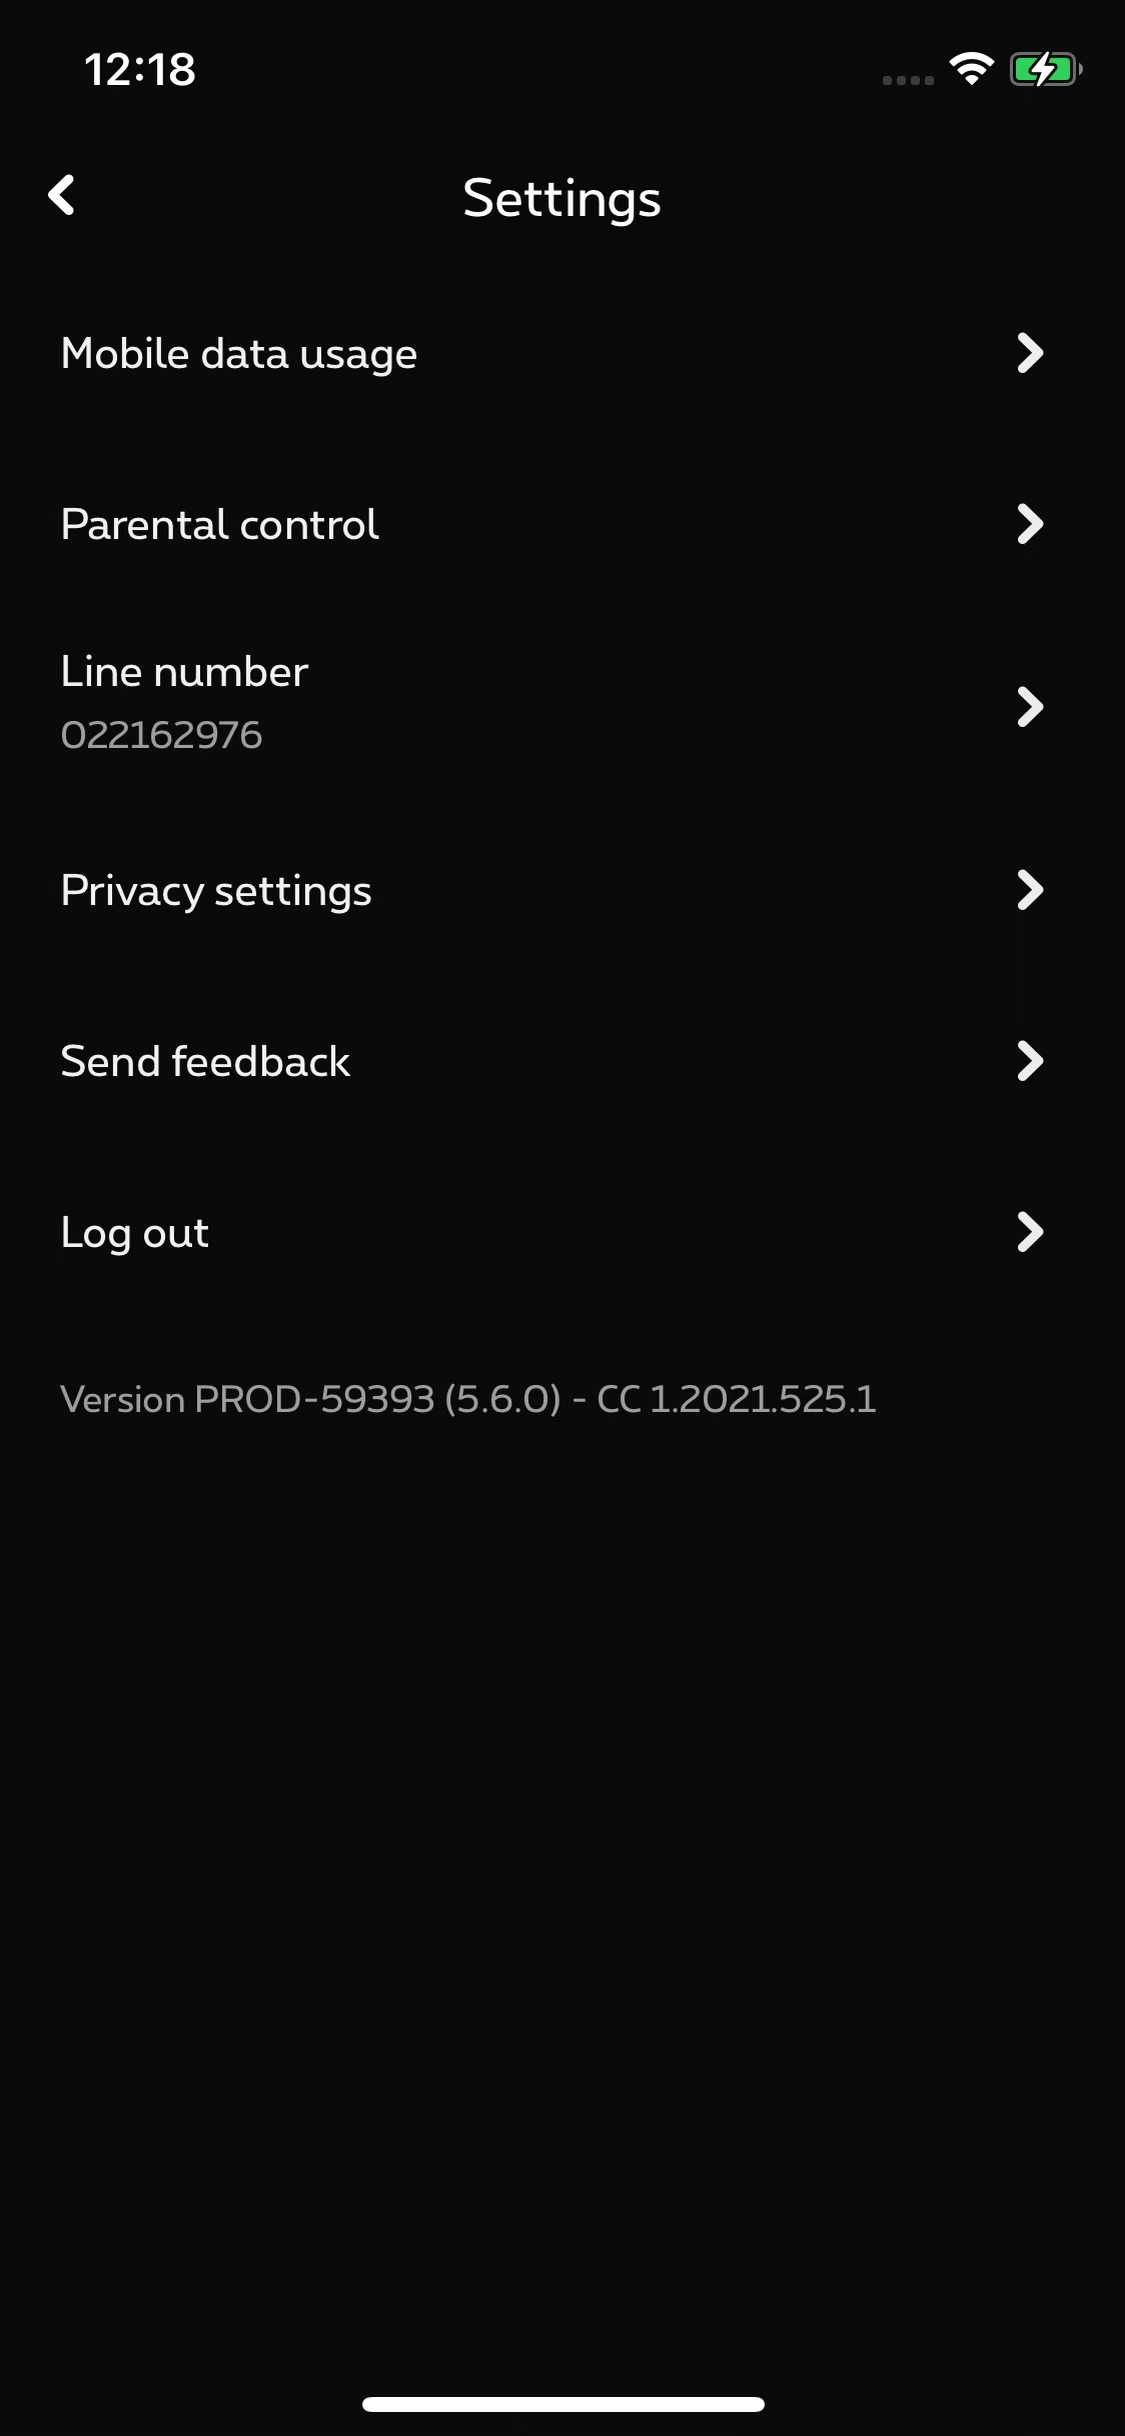 12:18
Settings
Mobile data usage
Parental control
Line number
022162976
Privacy settings
Send feedback
Log out
Version PROD-59393 (5.6.0) - CC 1.2021.525.1